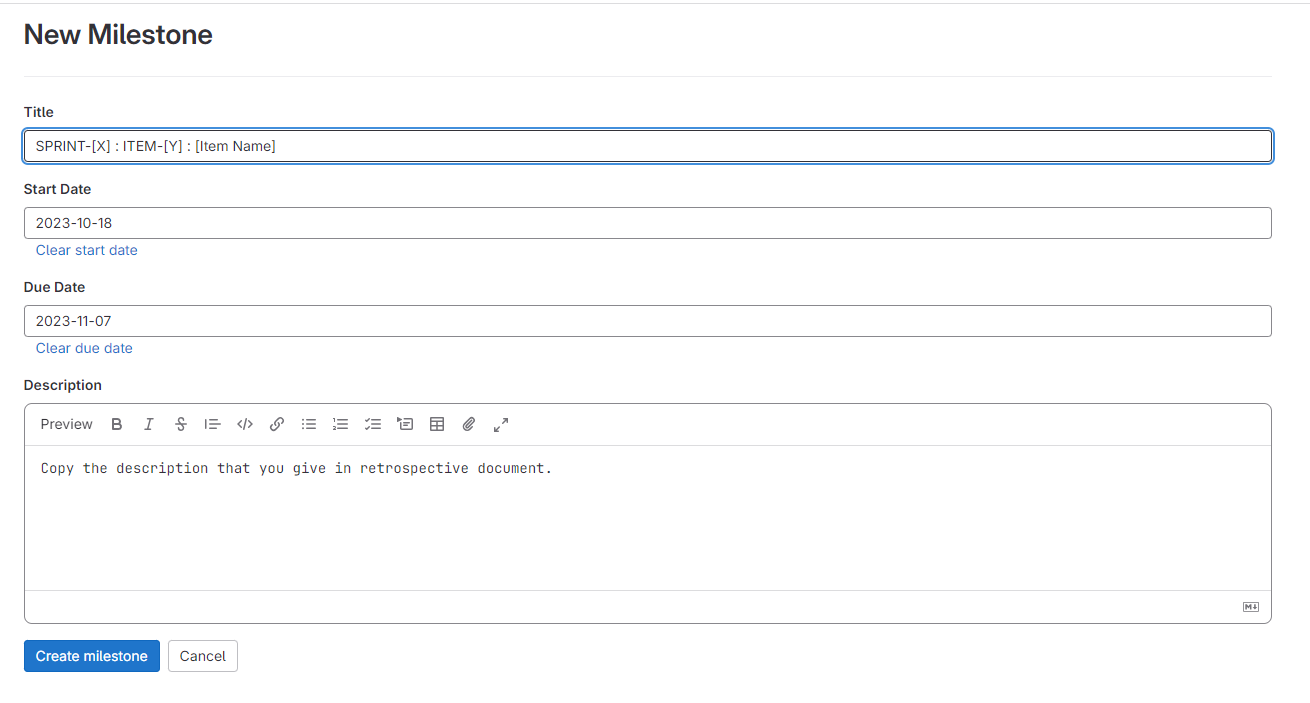 New Milestone
Title
SPRINT-[X] : ITEM-[Y] : [Item Name]
Start Date
2023-10-18
Clear start date
Due Date
2023-11-07
Clear due date
Description
Preview B I S
Copy the description that you give in retrospective document.
M↓
Create milestone Cancel